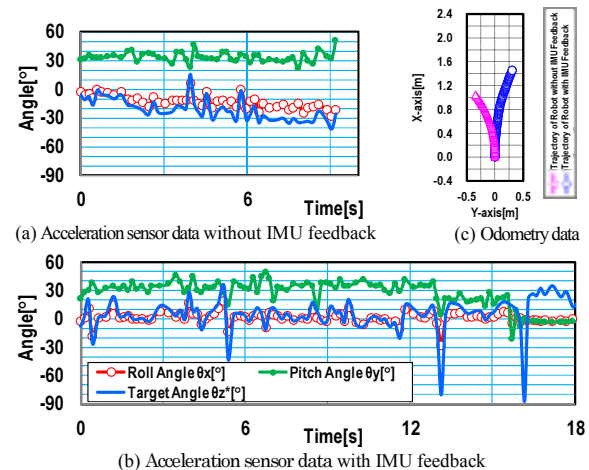 (a)
60
30
0
-30
-60
-90
Angle[°]
0
6
Time[s]
(a) Acceleration sensor data without IMU feedback
(c)
2.4
2.0
1.6
1.2
0.8
0.4
0.0
-0.4
X-axis[m]
-0.5
0
0.5
Y-axis[m]
Trajectory of Robot without IMU Feedback
Trajectory of Robot with IMU Feedback
(c) Odometry data
(b)
60
30
0
-30
-60
-90
Angle[°]
Roll Angle θx[°]
Pitch Angle θy[°]
Target Angle θz*[°]
0
6
12
18
Time[s]
(b) Acceleration sensor data with IMU feedback